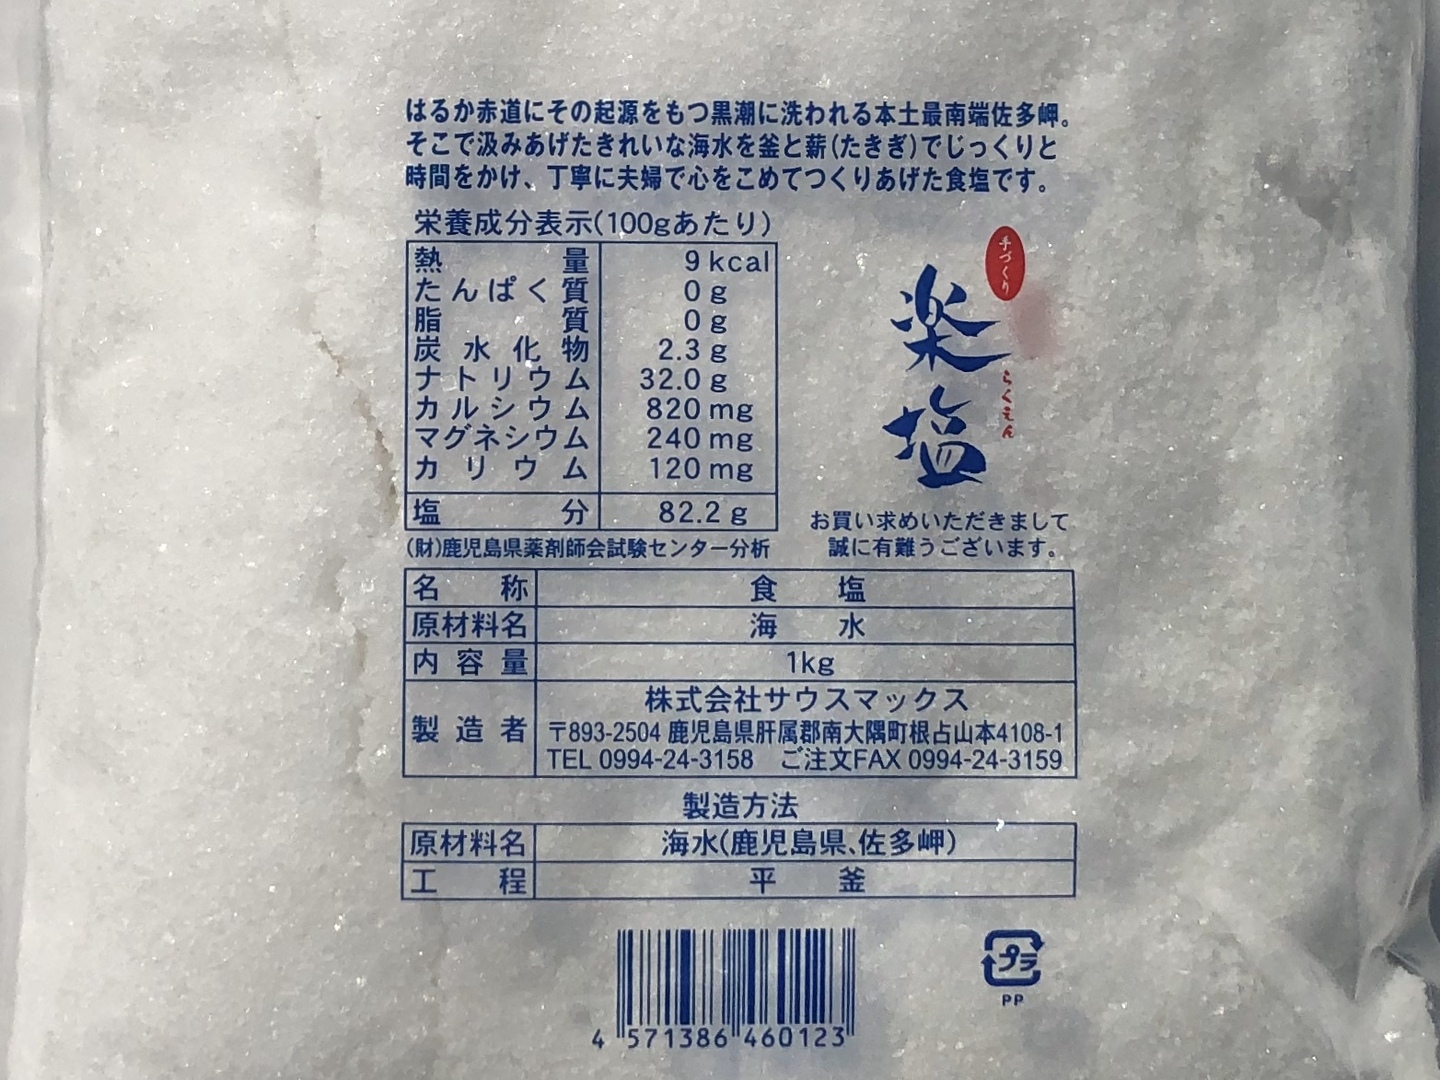 はるか赤道にその起源をもつ黒潮に洗われる本土最南端佐多岬。
そこで汲みあげたきれいな海水を釜と薪(たきぎ)でじっくりと
時間をかけ、丁寧に夫婦で心をこめてつくりあげた食塩です。
栄養成分表示(100gあたり)
熱量 9kcal
たんぱく質 0g
脂質 0g
炭水化物 2.3g
ナトリウム 32.0g
カルシウム 820mg
マグネシウム 240mg
カリウム 120mg
塩分 82.2g
(財)鹿児島県薬剤師会試験センター分析
手づくり
楽塩
らくえん
お買い求めいただきまして
誠に有難うございます。
名称 食塩
原材料名 海水
内容量 1kg
製造者 株式会社サウスマックス
〒893-2504 鹿児島県肝属郡南大隅町根占山本4108-1
TEL 0994-24-3158 ご注文FAX 0994-24-3159
製造方法
原材料名 海水(鹿児島県、佐多岬)
工程 平釜
4 571386 460123
プラ
PP